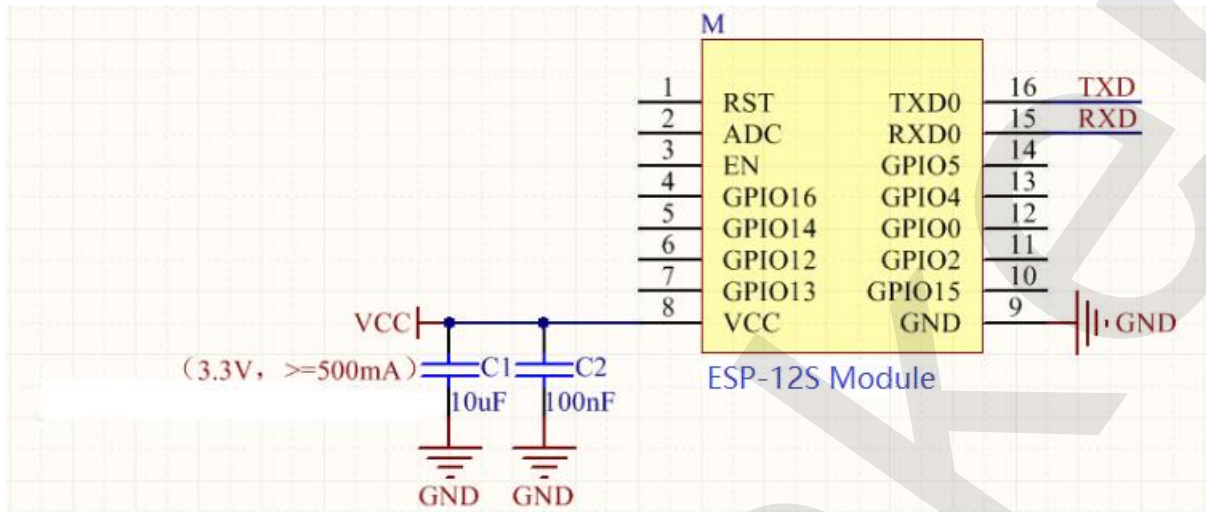 M
1 RST TXD0 16 TXD
2 ADC RXD0 15 RXD
3 EN GPIO5 14
4 GPIO16 GPIO4 13
5 GPIO14 GPIO0 12
6 GPIO12 GPIO2 11
7 GPIO13 GPIO15 10
VCC 8 VCC GND 9 GND
（3.3V，>=500mA） C1 C2
ESP-12S Module
10uF 100nF
GND GND